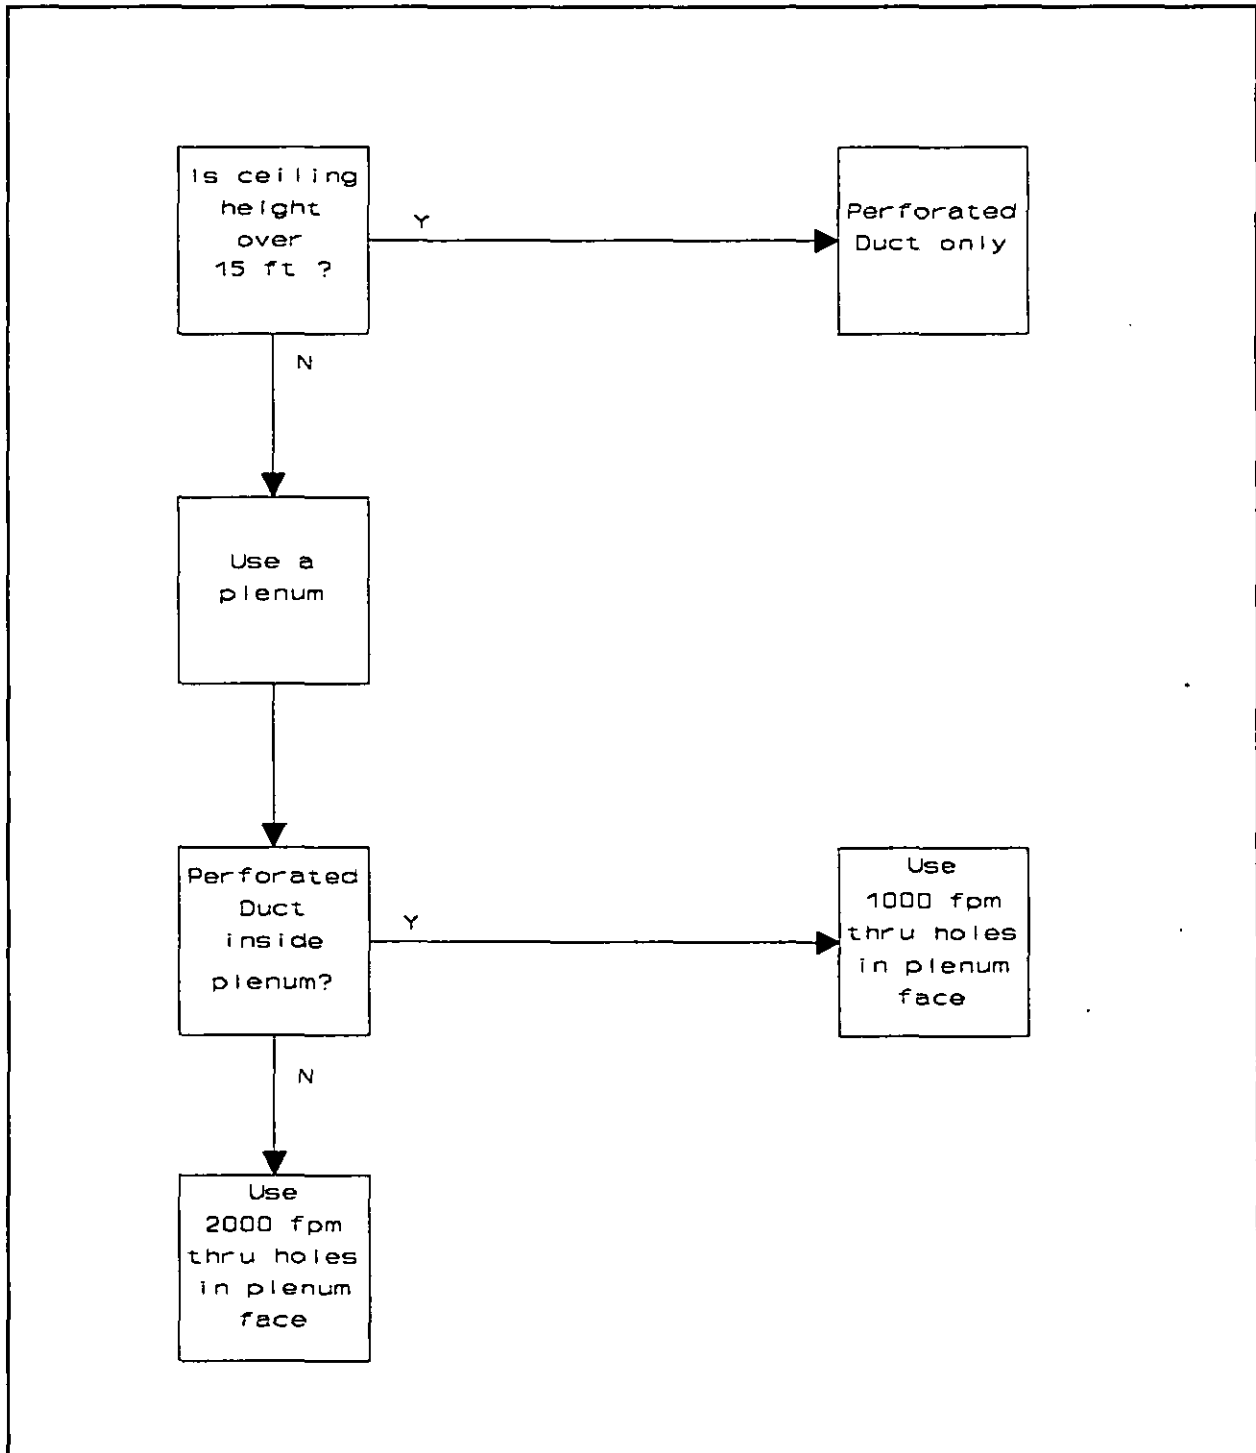 Is ceiling
height
over
15 ft ?
Y
Perforated
Duct only
N
Use a
plenum
Perforated
Duct
inside
plenum?
Y
Use
1000 fpm
thru holes
in plenum
face
N
Use
2000 fpm
thru holes
in plenum
face